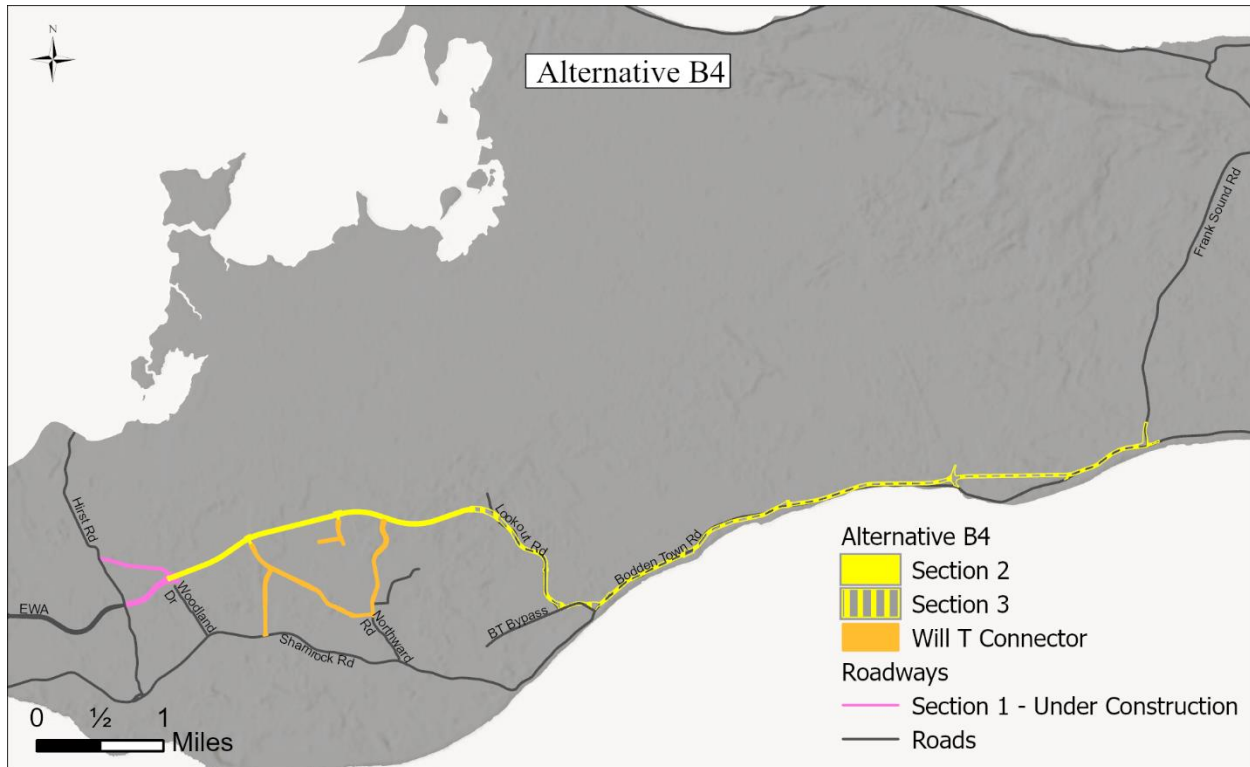 N
Alternative B4
Frank Sound Rd
Hirst Rd
Lookout Rd
Bodden Town Rd
EWA
Woodland
Dr
BT Bypass
Northward
Rd
Shamrock Rd
Alternative B4
Section 2
Section 3
Will T Connector
Roadways
Section 1 - Under Construction
Roads
0 ½ 1
Miles